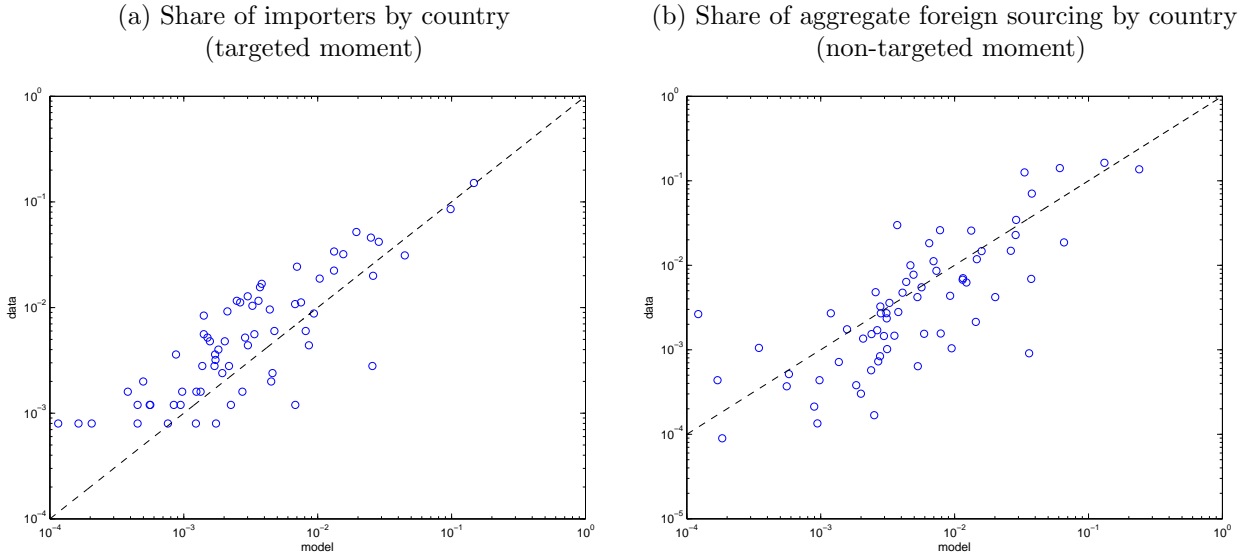 (a) Share of importers by country
(targeted moment)
10^0
10^-1
10^-2
10^-3
10^-4
data
10^-4
10^-3
10^-2
10^-1
10^0
model
(b) Share of aggregate foreign sourcing by country
(non-targeted moment)
10^0
10^-1
10^-2
10^-3
10^-4
10^-5
data
10^-4
10^-3
10^-2
10^-1
10^0
model